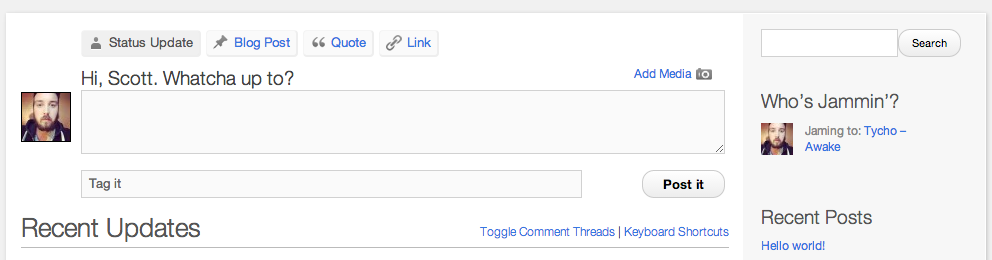 Status Update Blog Post Quote Link
Hi, Scott. Whatcha up to?
Add Media
Tag it
Post it
Recent Updates
Toggle Comment Threads | Keyboard Shortcuts
Search
Who's Jammin'?
Jaming to: Tycho –
Awake
Recent Posts
Hello world!